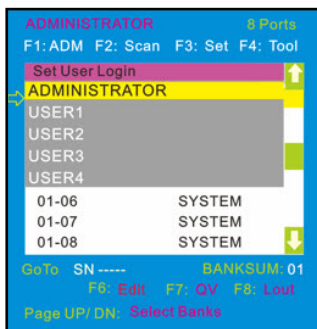 ADMINISTRATOR 8 Ports
F1: ADM F2: Scan F3: Set F4: Tool
Set User Login
ADMINISTRATOR
USER1
USER2
USER3
USER4
01-06 SYSTEM
01-07 SYSTEM
01-08 SYSTEM
GoTo SN ----- BANKSUM: 01
F6: Edit F7: QV F8: Lout
Page UP/ DN: Select Banks